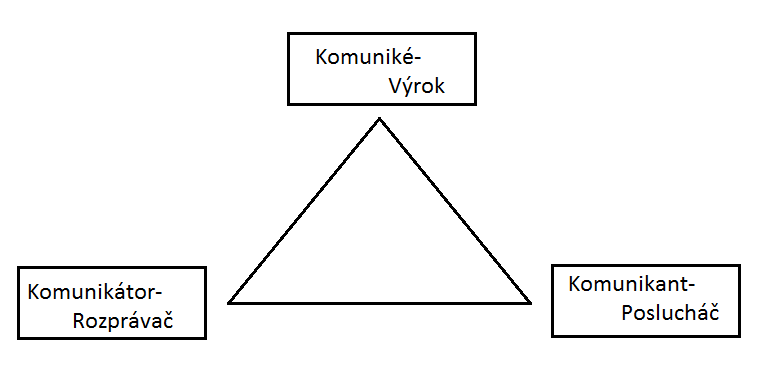 Komuniké-
Výrok
Komunikátor-
Rozprávač
Komunikant-
Poslucháč